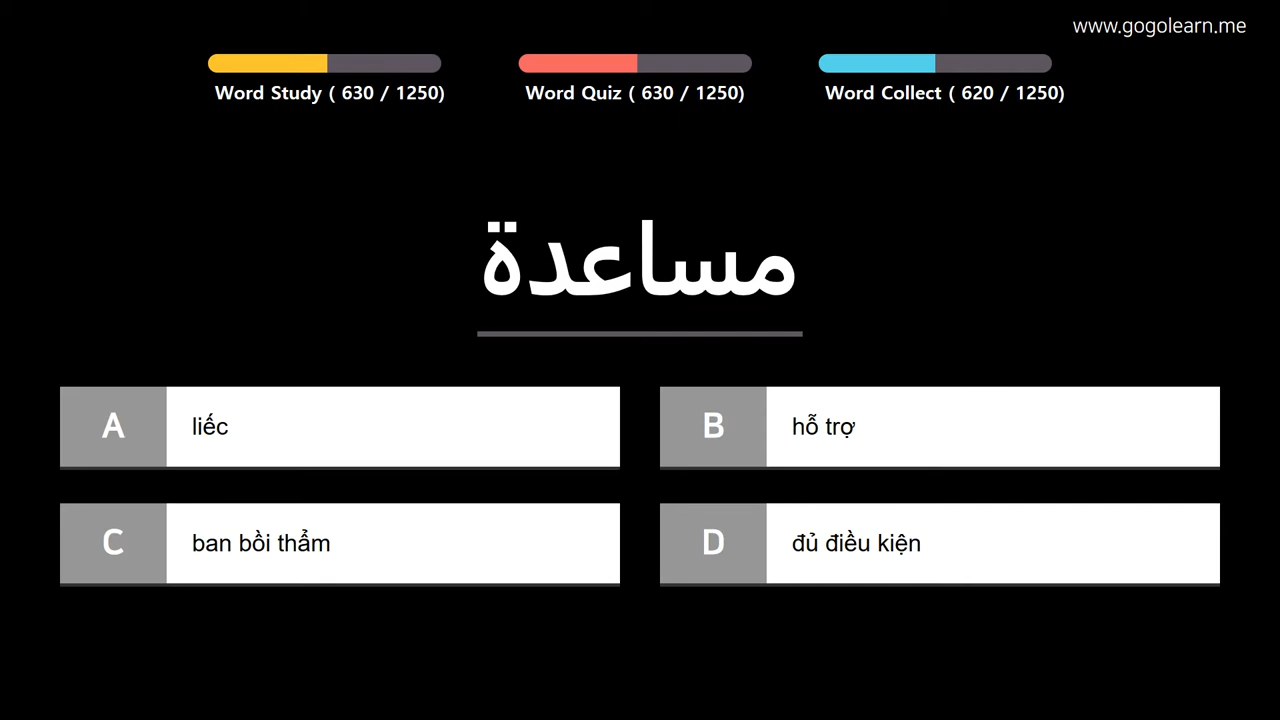 www.gogolearn.me
Word Study ( 630 / 1250)
Word Quiz ( 630 / 1250)
Word Collect ( 620 / 1250)
مساعدة
A liếc
B hỗ trợ
C ban bồi thẩm
D đủ điều kiện